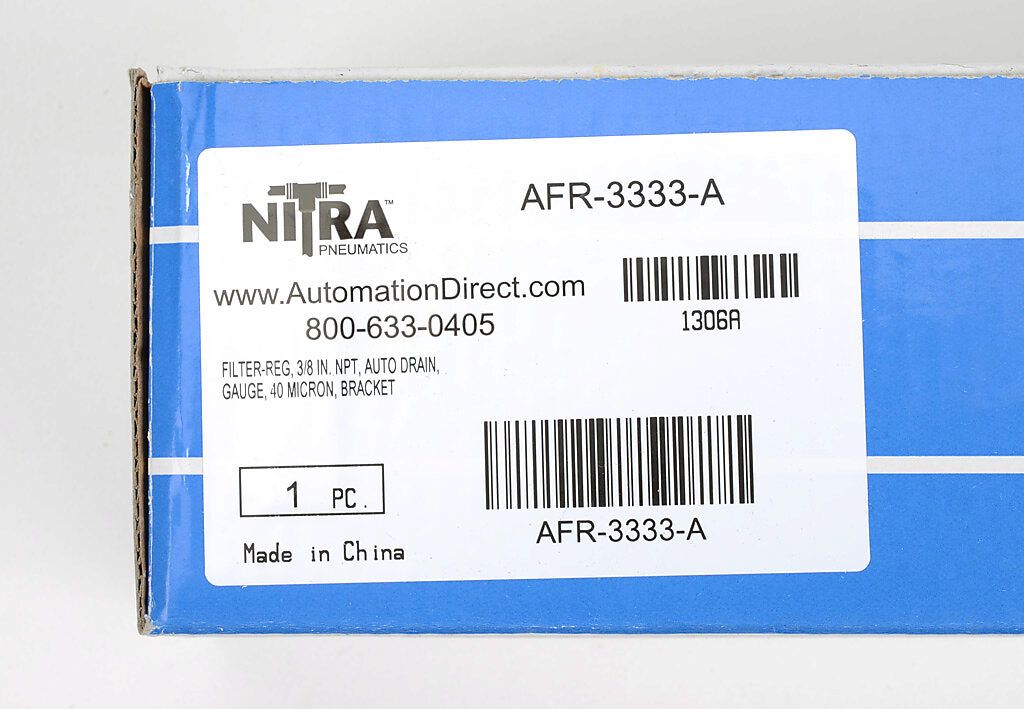 NITRA™
PNEUMATICS
AFR-3333-A
www.AutomationDirect.com
800-633-0405
1306A
FILTER-REG, 3/8 IN. NPT, AUTO DRAIN,
GAUGE, 40 MICRON, BRACKET
1 PC.
Made in China
AFR-3333-A